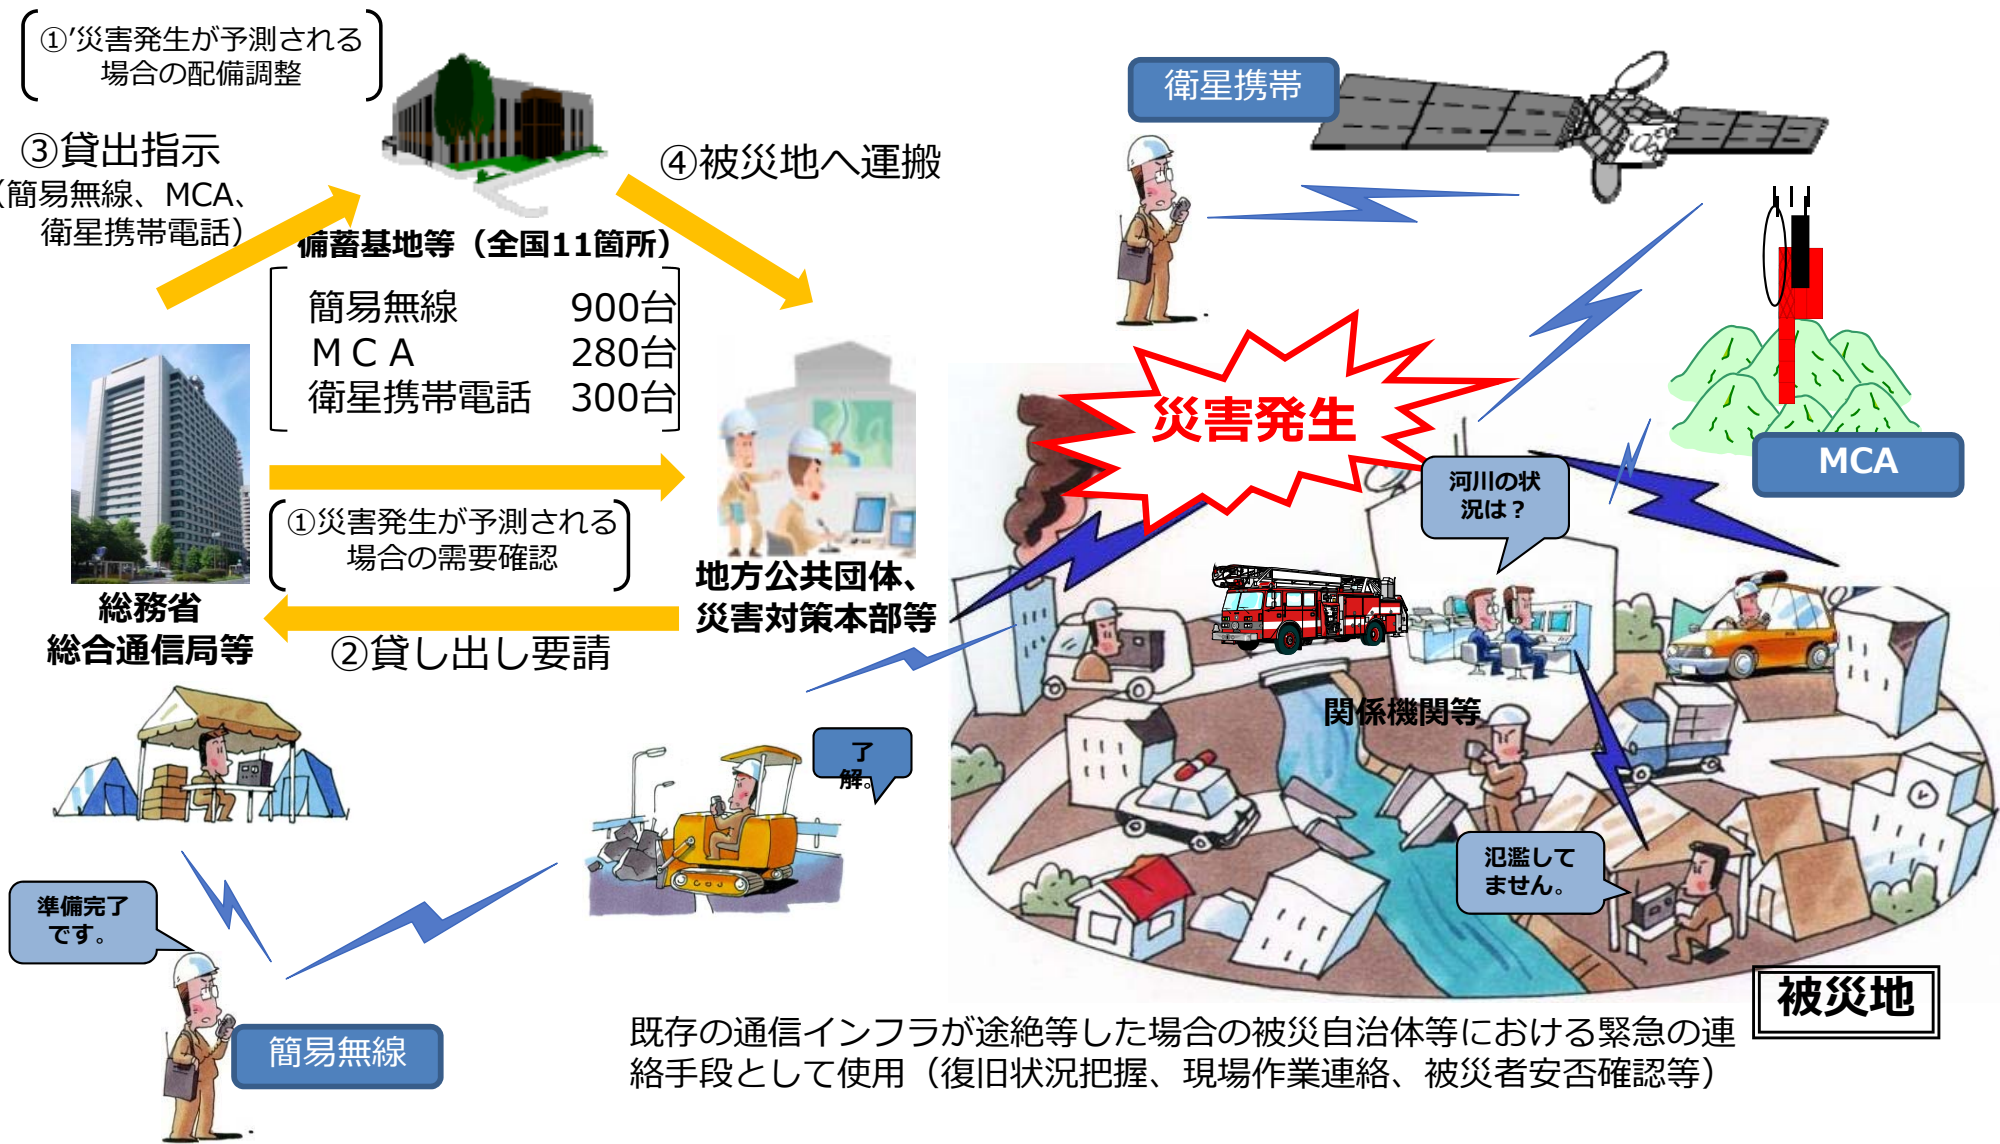 ①’災害発生が予測される
場合の配備調整
③貸出指示
（簡易無線、MCA、
衛星携帯電話）
④被災地へ運搬
備蓄基地等（全国11箇所）
簡易無線 900台
ＭＣＡ 280台
衛星携帯電話 300台
①災害発生が予測される
場合の需要確認
総務省
総合通信局等
②貸し出し要請
地方公共団体、
災害対策本部等
衛星携帯
MCA
災害発生
河川の状
況は？
関係機関等
氾濫して
ません。
了
解。
準備完了
です。
簡易無線
被災地
既存の通信インフラが途絶等した場合の被災自治体等における緊急の連
絡手段として使用（復旧状況把握、現場作業連絡、被災者安否確認等）